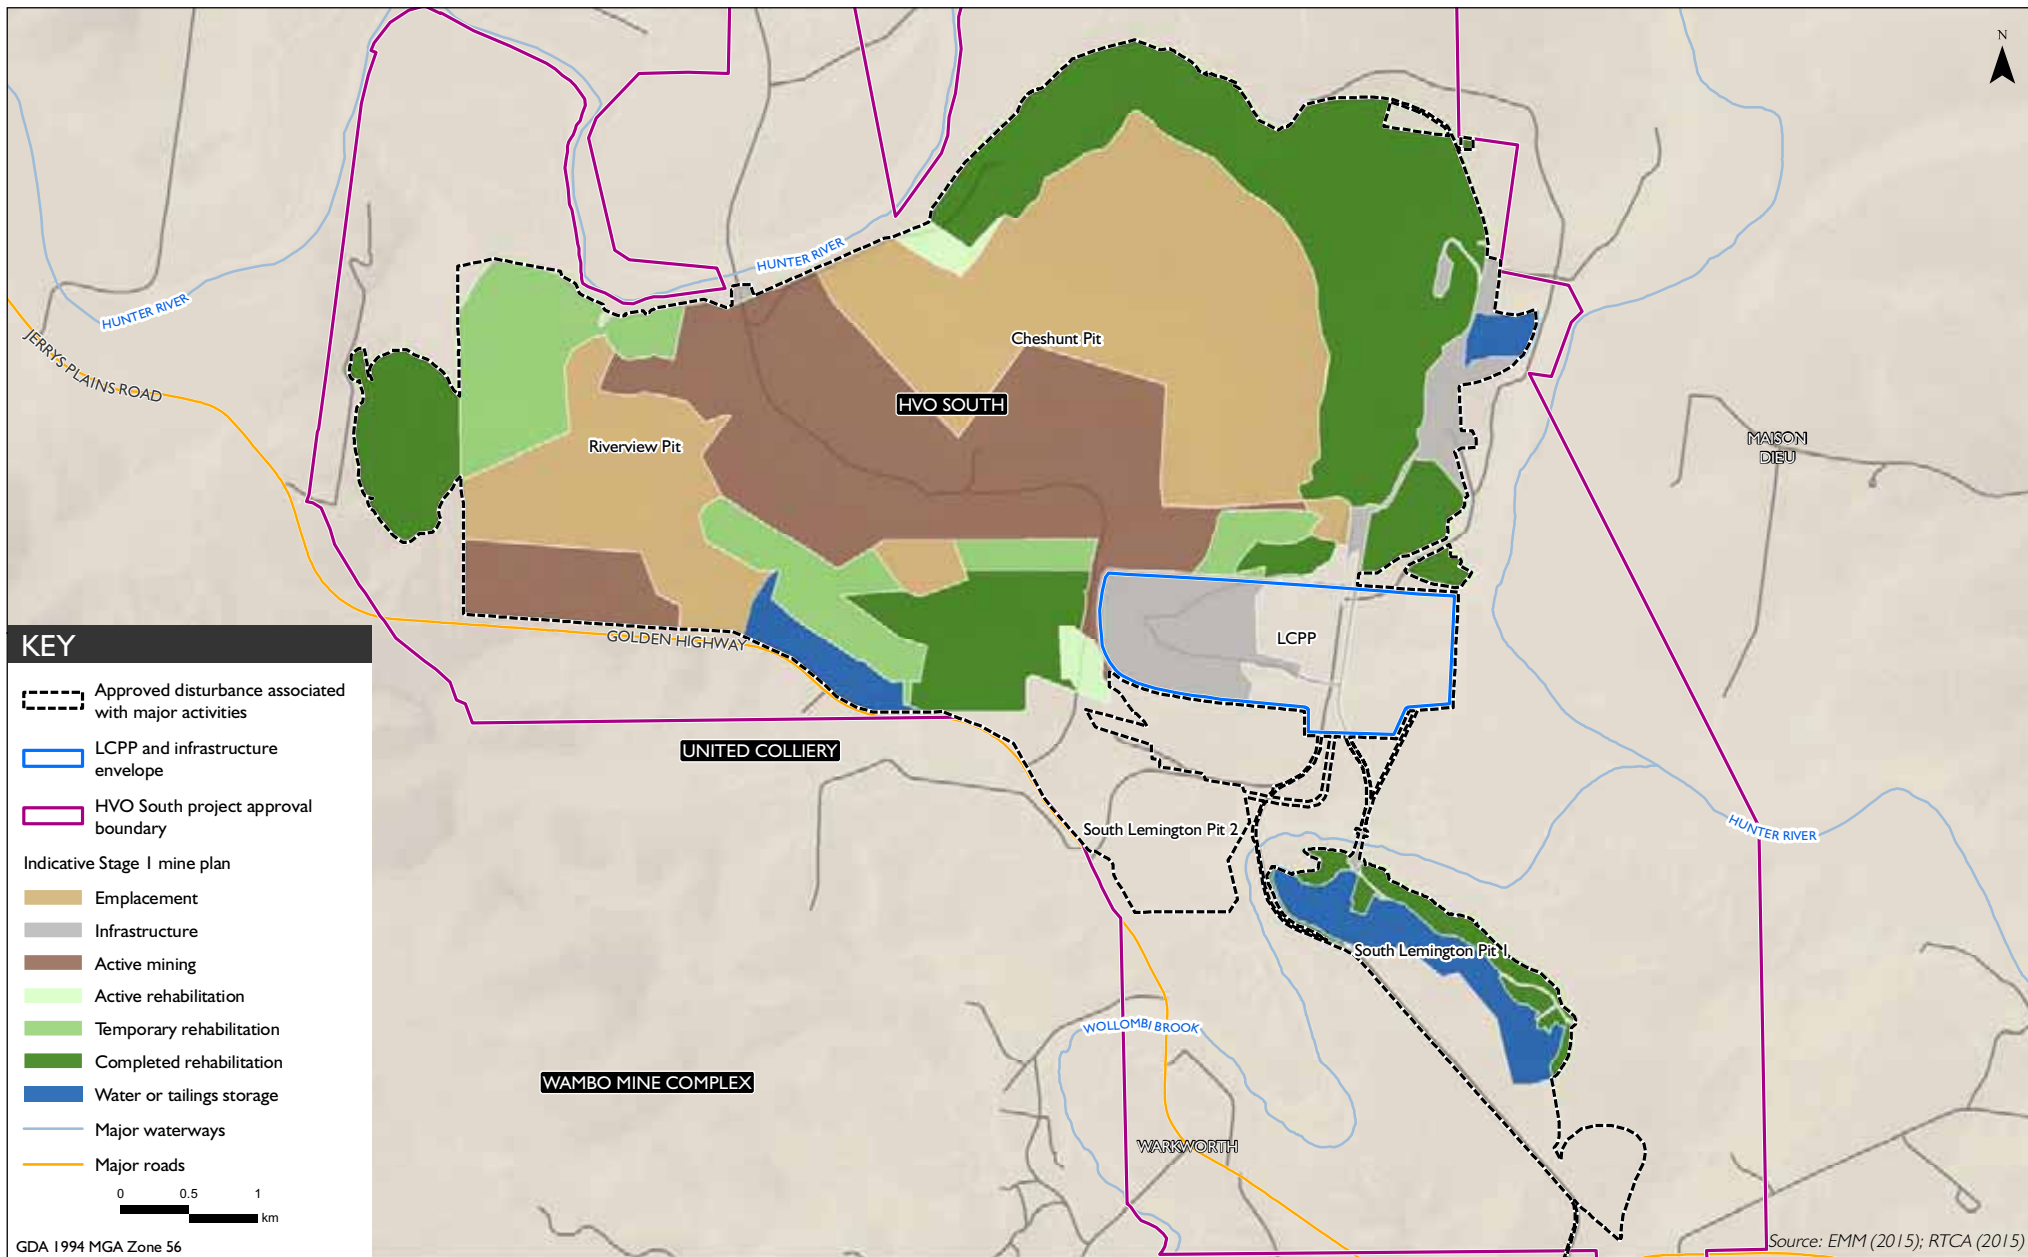 N
HUNTER RIVER
HUNTER RIVER
JERRYS PLAINS ROAD
Cheshunt Pit
HVO SOUTH
Riverview Pit
MAISON
DIEU
GOLDEN HIGHWAY
LCPP
UNITED COLLIERY
South Lemington Pit 2
HUNTER RIVER
South Lemington Pit 1
WOLLOMBI BROOK
WAMBO MINE COMPLEX
WARKWORTH
KEY
Approved disturbance associated
with major activities
LCPP and infrastructure
envelope
HVO South project approval
boundary
Indicative Stage 1 mine plan
Emplacement
Infrastructure
Active mining
Active rehabilitation
Temporary rehabilitation
Completed rehabilitation
Water or tailings storage
Major waterways
Major roads
0 0.5 1
km
GDA 1994 MGA Zone 56
Source: EMM (2015); RTCA (2015)